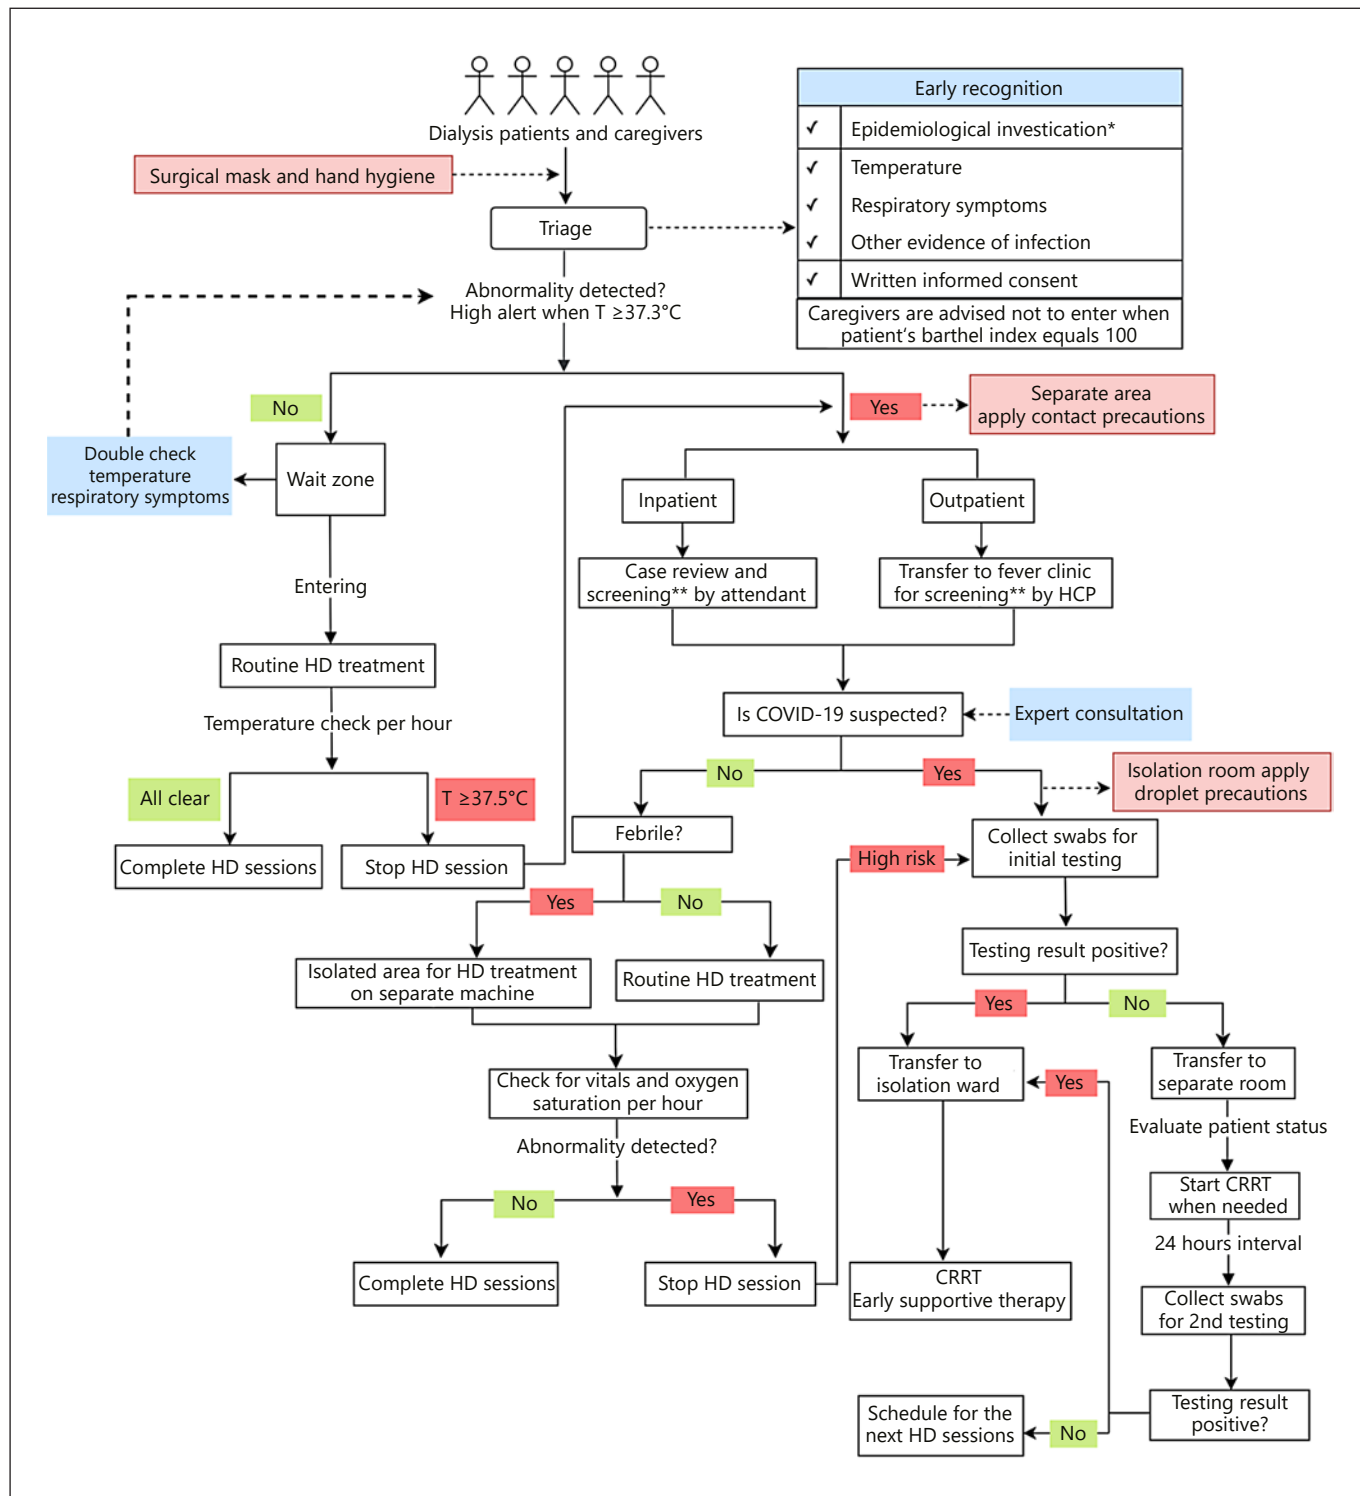 Dialysis patients and caregivers
Surgical mask and hand hygiene
Triage
Early recognition
✓ Epidemiological investication*
✓ Temperature
✓ Respiratory symptoms
✓ Other evidence of infection
✓ Written informed consent
Caregivers are advised not to enter when
patient‘s barthel index equals 100
Abnormality detected?
High alert when T ≥37.3°C
No
Yes
Separate area
apply contact precautions
Double check
temperature
respiratory symptoms
Wait zone
Inpatient
Outpatient
Entering
Case review and
screening** by attendant
Transfer to fever clinic
for screening** by HCP
Routine HD treatment
Temperature check per hour
Is COVID-19 suspected?
Expert consultation
No
Yes
Isolation room apply
droplet precautions
All clear
T ≥37.5°C
Complete HD sessions
Stop HD session
Febrile?
High risk
Collect swabs for
initial testing
Yes
No
Testing result positive?
Isolated area for HD treatment
on separate machine
Routine HD treatment
Yes
No
Check for vitals and oxygen
saturation per hour
Transfer to
isolation ward
Yes
Transfer to
separate room
Abnormality detected?
Evaluate patient status
No
Yes
Start CRRT
when needed
24 hours interval
Complete HD sessions
Stop HD session
CRRT
Early supportive therapy
Collect swabs
for 2nd testing
Schedule for the
next HD sessions
No
Testing result
positive?